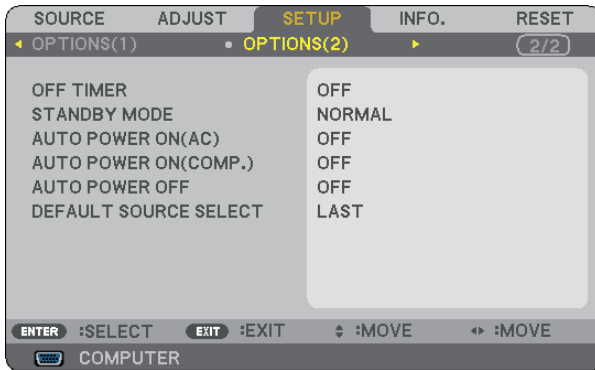 SOURCE ADJUST SETUP INFO. RESET
OPTIONS(1) OPTIONS(2) 2/2
OFF TIMER OFF
STANDBY MODE NORMAL
AUTO POWER ON(AC) OFF
AUTO POWER ON(COMP.) OFF
AUTO POWER OFF OFF
DEFAULT SOURCE SELECT LAST
ENTER :SELECT EXIT :EXIT :MOVE :MOVE
COMPUTER